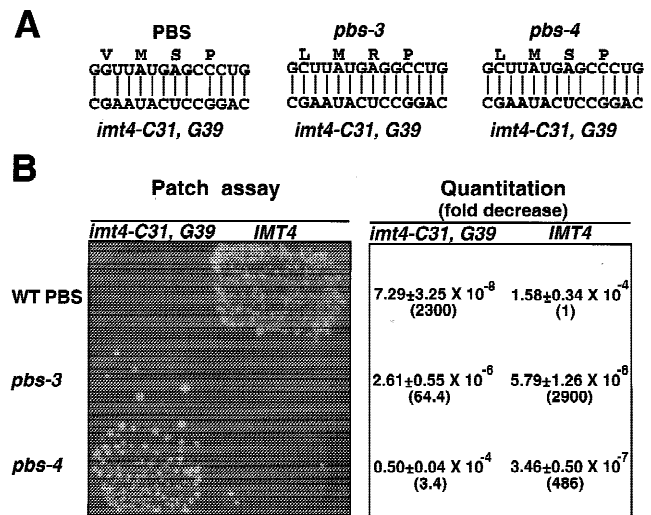 A
PBS pbs-3 pbs-4
V M S P L M R P L M S P
GGUUAUGAGCCCUG GCUUAUGAGGCCUG GCUUAUGAGCCCUG
CGAAUACUCCGGAC CGAAUACUCCGGAC CGAAUACUCCGGAC
imt4-C31, G39 imt4-C31, G39 imt4-C31, G39
B
Patch assay Quantitation
(fold decrease)
imt4-C31, G39 IMT4 imt4-C31, G39 IMT4
WT PBS 7.29±3.25 X 10⁻⁸ 1.58±0.34 X 10⁻⁴
(2300) (1)
pbs-3 2.61±0.55 X 10⁻⁶ 5.79±1.26 X 10⁻⁸
(64.4) (2900)
pbs-4 0.50±0.04 X 10⁻⁴ 3.46±0.50 X 10⁻⁷
(3.4) (486)